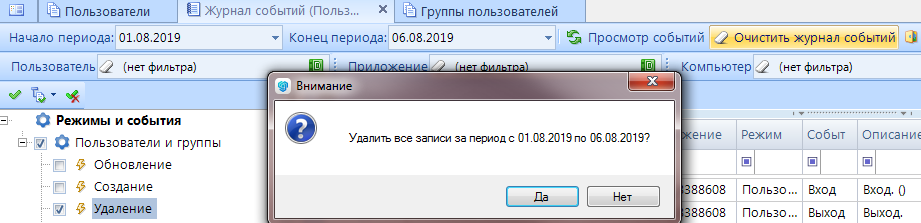 Пользователи
Журнал событий (Польз...
Группы пользователей
Начало периода: 01.08.2019 Конец периода: 06.08.2019 Просмотр событий Очистить журнал событий
Пользователь (нет фильтра) Приложение (нет фильтра) Компьютер (нет фильтра)
Внимание
Удалить все записи за период с 01.08.2019 по 06.08.2019?
Да Нет
Режимы и события
Пользователи и группы
Обновление
Создание
Удаление
Режим Событ Описание
3388608 Пользо... Вход Вход. ()
3388608 Пользо... Выход Выход.